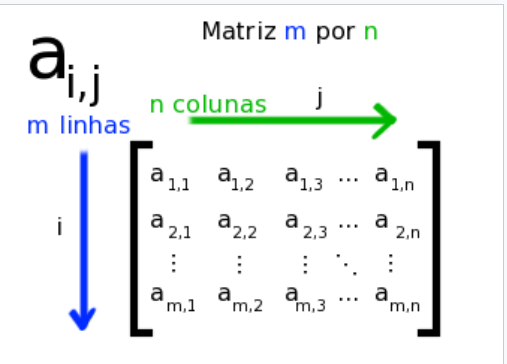 Matriz m por n
a i,j
n colunas j
m linhas
i
a 1,1 a 1,2 a 1,3 ... a 1,n
a 2,1 a 2,2 a 2,3 ... a 2,n
⋮ ⋮ ⋮ ⋱ ⋮
a m,1 a m,2 a m,3 ... a m,n